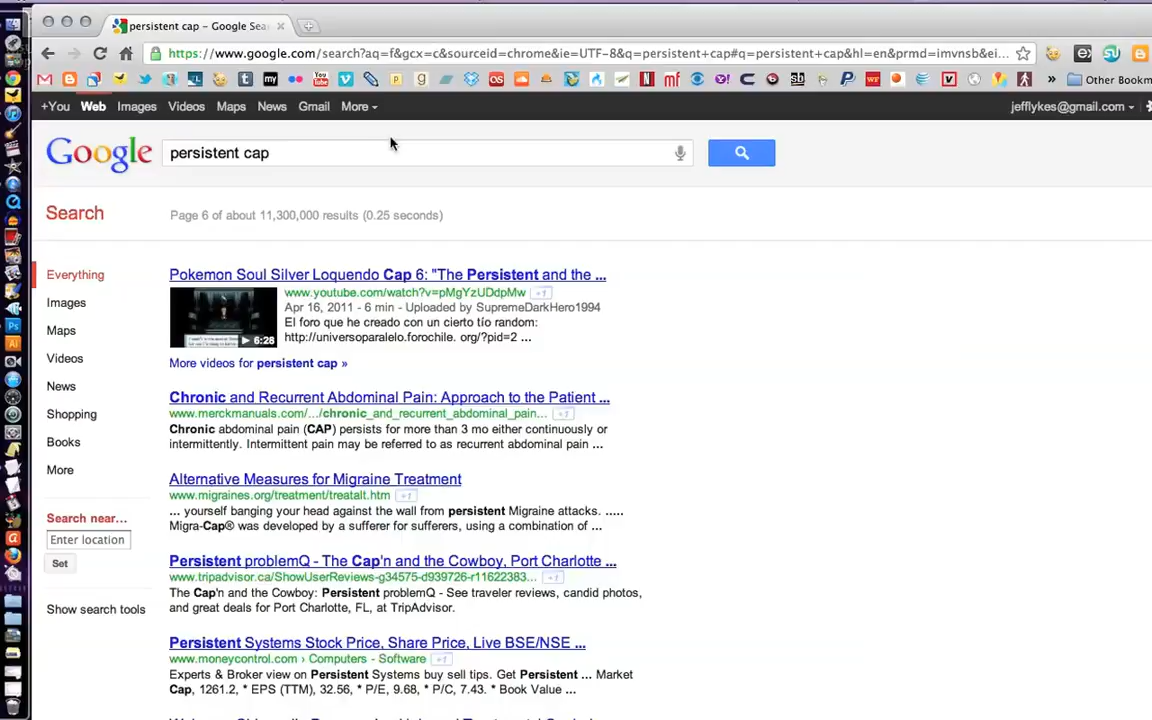 persistent cap - Google Sea
https://www.google.com/search?aq=f&gcx=c&sourceid=chrome&ie=UTF-8&q=persistent+cap#q=persistent+cap&hl=en&prmd=imvnsb&ei...
Other Bookm
+You Web Images Videos Maps News Gmail More
jefflykes@gmail.com
Google
persistent cap
Search
Page 6 of about 11,300,000 results (0.25 seconds)
Everything
Images
Maps
Videos
News
Shopping
Books
More
Search near...
Enter location
Set
Show search tools
Pokemon Soul Silver Loquendo Cap 6: "The Persistent and the ...
www.youtube.com/watch?v=pMgYzUDdpMw +1
Apr 16, 2011 - 6 min - Uploaded by SupremeDarkHero1994
El foro que he creado con un cierto tío random:
http://universoparalelo.forochile. org/?pid=2 ...
6:28
More videos for persistent cap »
Chronic and Recurrent Abdominal Pain: Approach to the Patient ...
www.merckmanuals.com/.../chronic_and_recurrent_abdominal_pain... +1
Chronic abdominal pain (CAP) persists for more than 3 mo either continuously or
intermittently. Intermittent pain may be referred to as recurrent abdominal pain ...
Alternative Measures for Migraine Treatment
www.migraines.org/treatment/treatalt.htm +1
... yourself banging your head against the wall from persistent Migraine attacks. .....
Migra-Cap® was developed by a sufferer for sufferers, using a combination of ...
Persistent problemQ - The Cap'n and the Cowboy, Port Charlotte ...
www.tripadvisor.ca/ShowUserReviews-g34575-d939726-r11622383... +1
The Cap'n and the Cowboy: Persistent problemQ - See traveler reviews, candid photos,
and great deals for Port Charlotte, FL, at TripAdvisor.
Persistent Systems Stock Price, Share Price, Live BSE/NSE ...
www.moneycontrol.com › Computers - Software +1
Experts & Broker view on Persistent Systems buy sell tips. Get Persistent ... Market
Cap, 1261.2, * EPS (TTM), 32.56, * P/E, 9.68, * P/C, 7.43. * Book Value ...